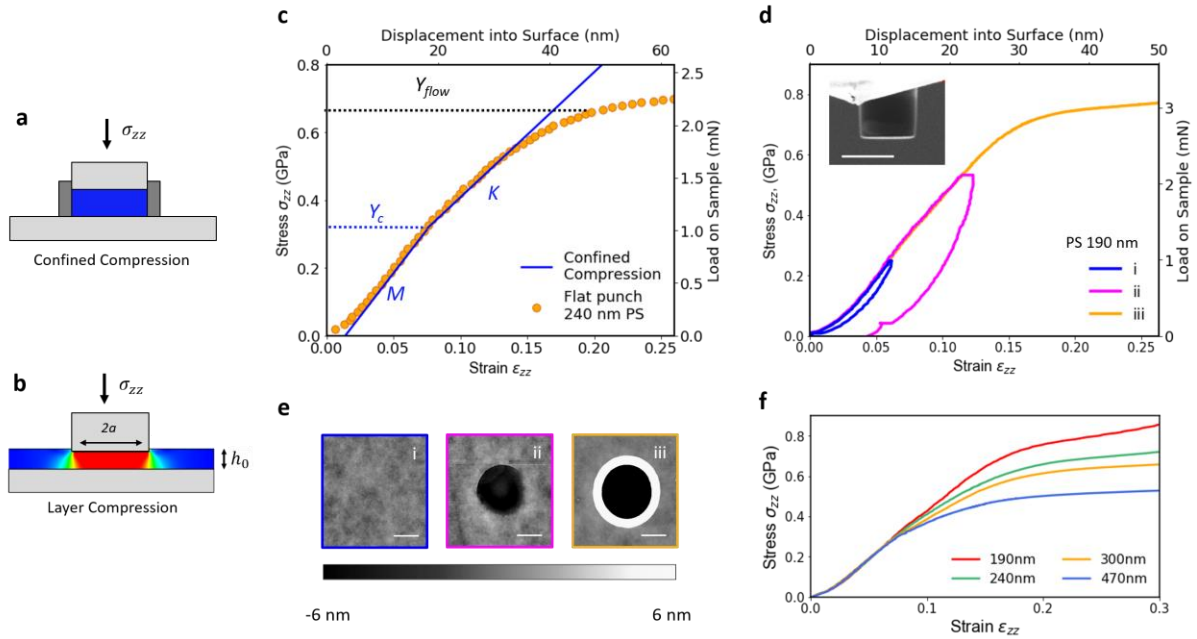 a
σzz
Confined Compression
b
σzz
2a
h0
Layer Compression
c
Displacement into Surface (nm)
0 20 40 60
0.8
0.6
0.4
0.2
0.0
Stress σzz (GPa)
Yflow
Yc
K
M
Confined
Compression
Flat punch
240 nm PS
2.5
2.0
1.5
1.0
0.5
0.0
Load on Sample (mN)
0.00 0.05 0.10 0.15 0.20 0.25
Strain εzz
d
Displacement into Surface (nm)
0 10 20 30 40 50
0.8
0.6
0.4
0.2
0.0
Stress σzz, (GPa)
PS 190 nm
i
ii
iii
3
2
1
0
Load on Sample (mN)
0.00 0.05 0.10 0.15 0.20 0.25
Strain εzz
e
i
ii
iii
-6 nm 6 nm
f
0.8
0.6
0.4
0.2
0.0
Stress σzz, (GPa)
190nm 300nm
240nm 470nm
0.0 0.1 0.2 0.3
Strain εzz